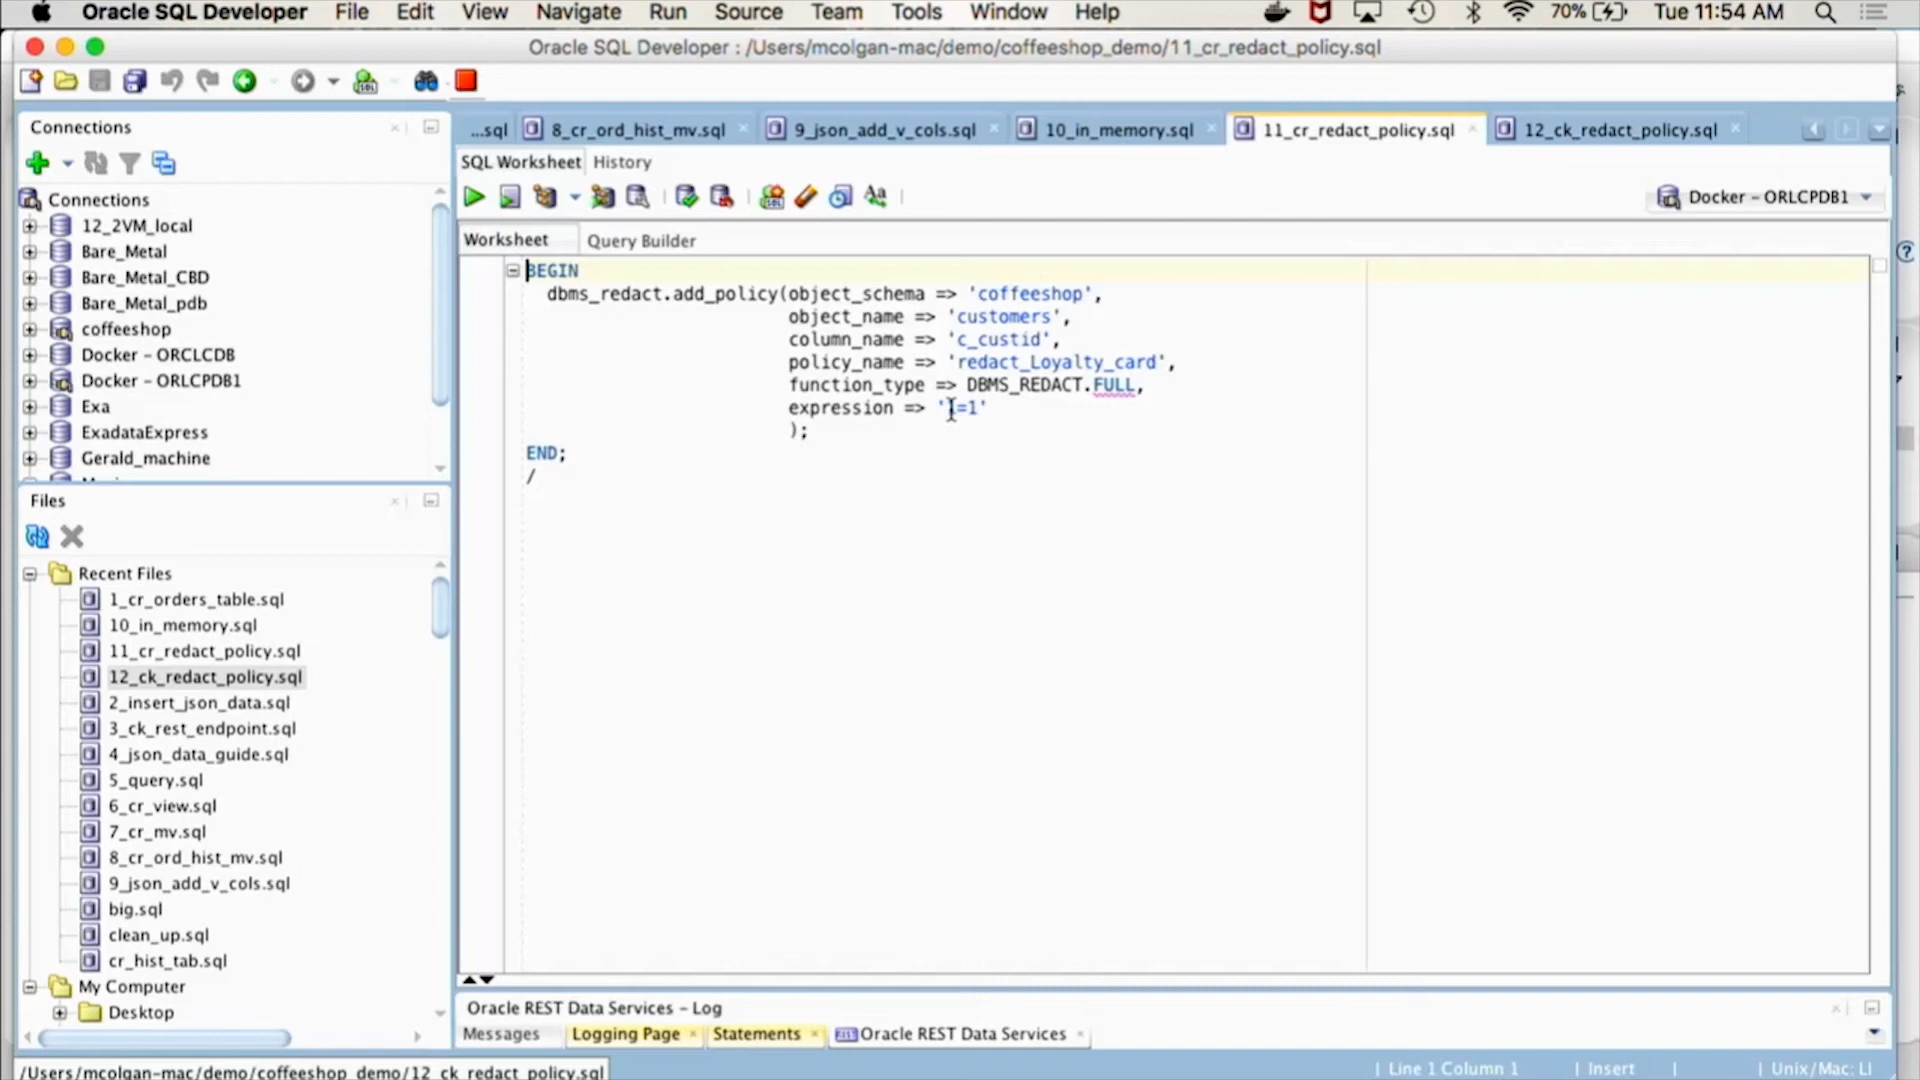 Oracle SQL Developer File Edit View Navigate Run Source Team Tools Window Help 70% Tue 11:54 AM
Oracle SQL Developer : /Users/mcolgan-mac/demo/coffeeshop_demo/11_cr_redact_policy.sql
Connections
Connections
12_2VM_local
Bare_Metal
Bare_Metal_CBD
Bare_Metal_pdb
coffeeshop
Docker - ORCLCDB
Docker - ORLCPDB1
Exa
ExadataExpress
Gerald_machine
Files
Recent Files
1_cr_orders_table.sql
10_in_memory.sql
11_cr_redact_policy.sql
12_ck_redact_policy.sql
2_insert_json_data.sql
3_ck_rest_endpoint.sql
4_json_data_guide.sql
5_query.sql
6_cr_view.sql
7_cr_mv.sql
8_cr_ord_hist_mv.sql
9_json_add_v_cols.sql
big.sql
clean_up.sql
cr_hist_tab.sql
My Computer
Desktop
...sql 8_cr_ord_hist_mv.sql 9_json_add_v_cols.sql 10_in_memory.sql 11_cr_redact_policy.sql 12_ck_redact_policy.sql
SQL Worksheet History
Docker - ORLCPDB1
Worksheet Query Builder
BEGIN
dbms_redact.add_policy(object_schema => 'coffeeshop',
object_name => 'customers',
column_name => 'c_custid',
policy_name => 'redact_Loyalty_card',
function_type => DBMS_REDACT.FULL,
expression => '1=1'
);
END;
/
Oracle REST Data Services - Log
Messages Logging Page Statements Oracle REST Data Services
/Users/mcolgan-mac/demo/coffeeshop_demo/12_ck_redact_policy.sql
Line 1 Column 1 Insert Unix/Mac: LI